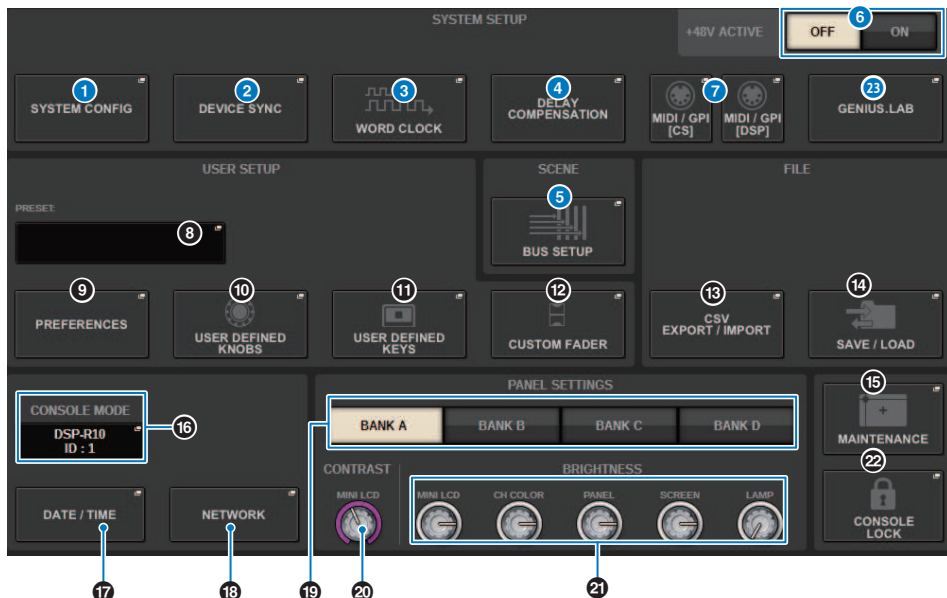 SYSTEM SETUP
+48V ACTIVE
OFF
6
ON
1
SYSTEM CONFIG
2
DEVICE SYNC
3
WORD CLOCK
4
DELAY
COMPENSATION
7
MIDI / GPI
[CS]
MIDI / GPI
[DSP]
23
GENIUS.LAB
USER SETUP
SCENE
FILE
PRESET:
8
5
BUS SETUP
9
PREFERENCES
10
USER DEFINED
KNOBS
11
USER DEFINED
KEYS
12
CUSTOM FADER
13
CSV
EXPORT / IMPORT
14
SAVE / LOAD
CONSOLE MODE
DSP-R10
ID : 1
16
PANEL SETTINGS
BANK A
BANK B
BANK C
BANK D
15
MAINTENANCE
CONTRAST
MINI LCD
BRIGHTNESS
MINI LCD
CH COLOR
PANEL
SCREEN
LAMP
22
CONSOLE
LOCK
DATE / TIME
NETWORK
17
18
19
20
21